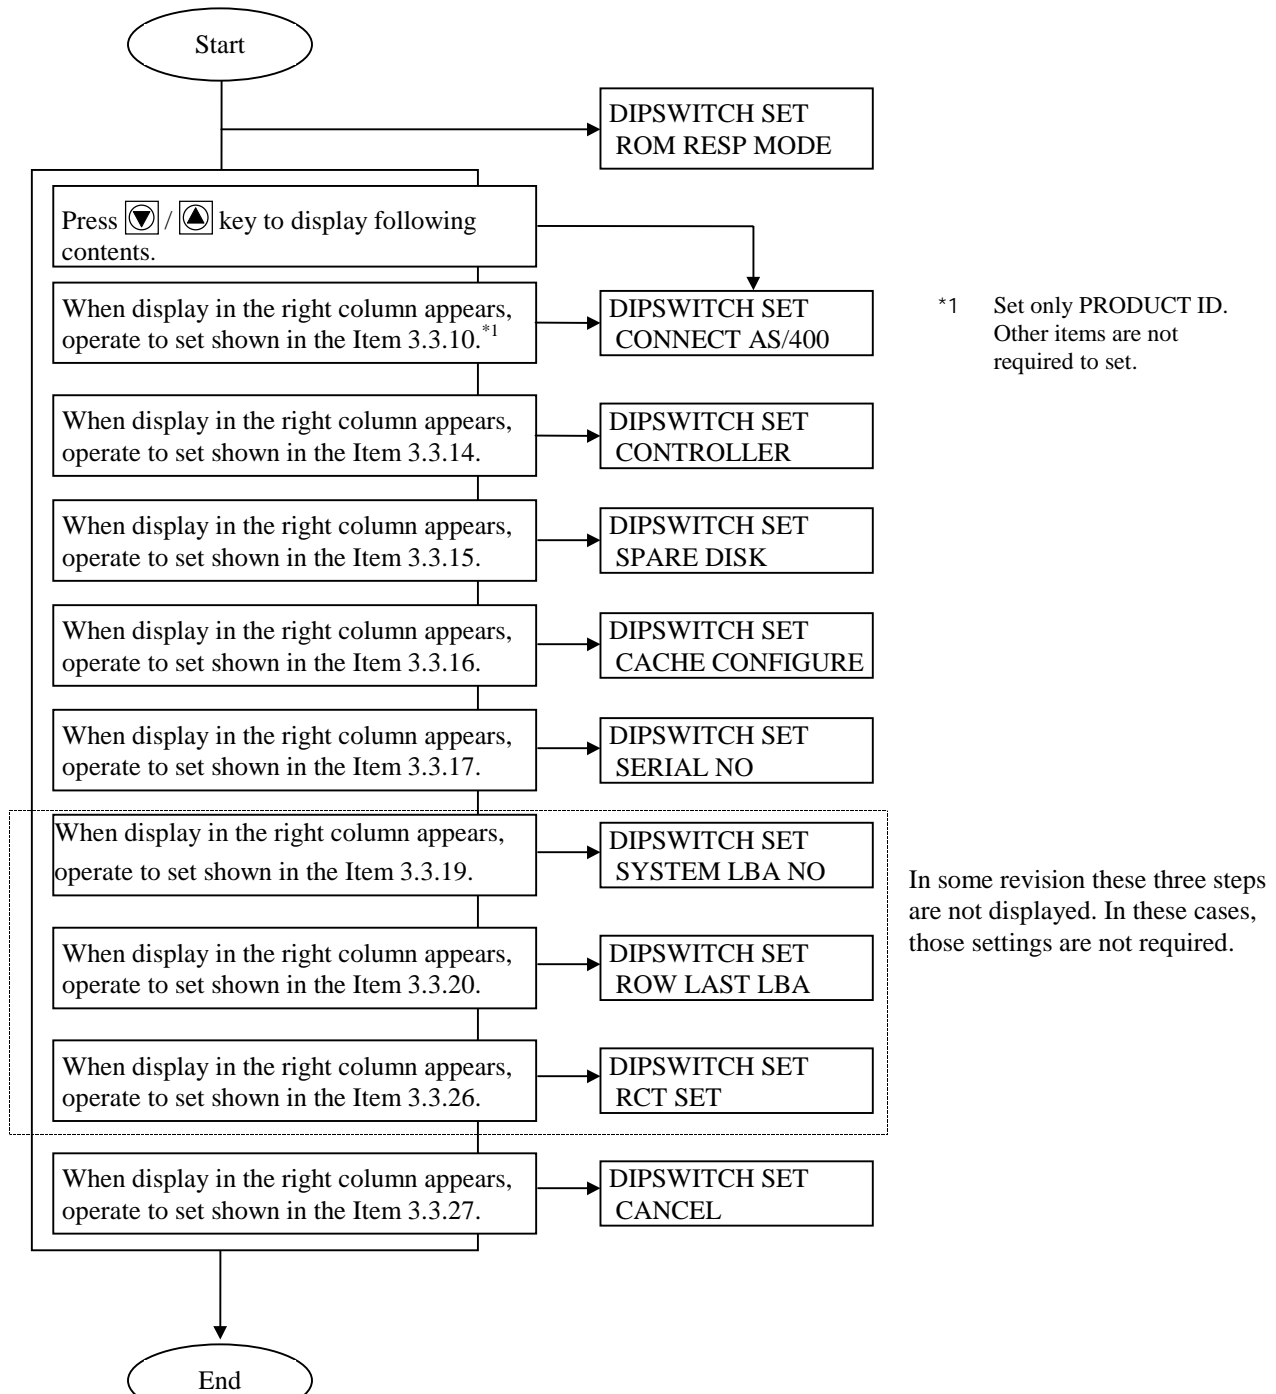 Start
DIPSWITCH SET
ROM RESP MODE
Press / key to display following
contents.
When display in the right column appears,
operate to set shown in the Item 3.3.10.*1
DIPSWITCH SET
CONNECT AS/400
*1 Set only PRODUCT ID.
Other items are not
required to set.
When display in the right column appears,
operate to set shown in the Item 3.3.14.
DIPSWITCH SET
CONTROLLER
When display in the right column appears,
operate to set shown in the Item 3.3.15.
DIPSWITCH SET
SPARE DISK
When display in the right column appears,
operate to set shown in the Item 3.3.16.
DIPSWITCH SET
CACHE CONFIGURE
When display in the right column appears,
operate to set shown in the Item 3.3.17.
DIPSWITCH SET
SERIAL NO
When display in the right column appears,
operate to set shown in the Item 3.3.19.
DIPSWITCH SET
SYSTEM LBA NO
In some revision these three steps
are not displayed. In these cases,
those settings are not required.
When display in the right column appears,
operate to set shown in the Item 3.3.20.
DIPSWITCH SET
ROW LAST LBA
When display in the right column appears,
operate to set shown in the Item 3.3.26.
DIPSWITCH SET
RCT SET
When display in the right column appears,
operate to set shown in the Item 3.3.27.
DIPSWITCH SET
CANCEL
End